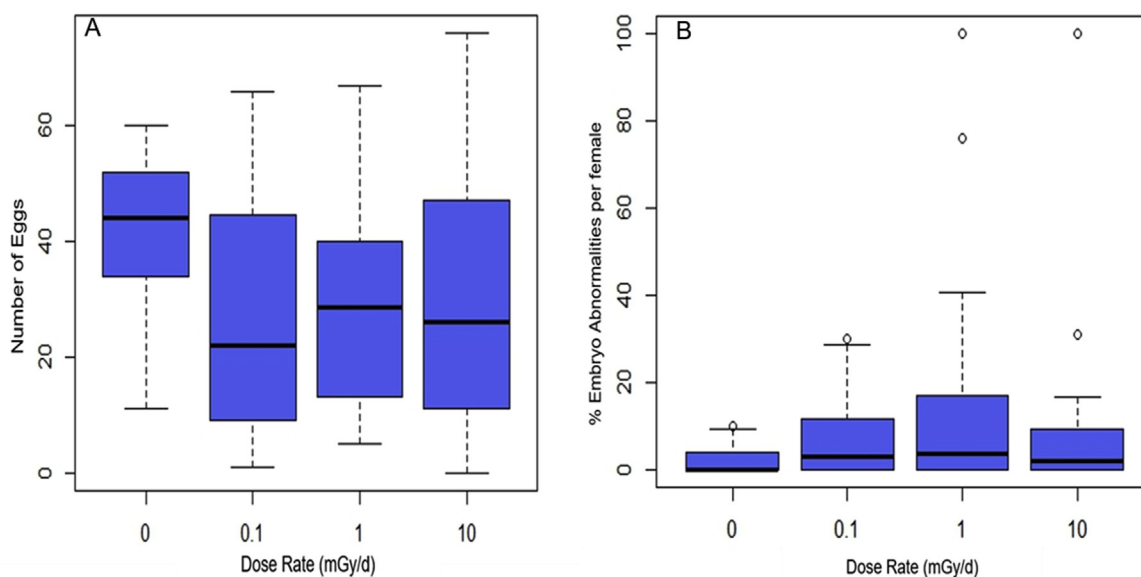 A
Number of Eggs
60
40
20
0
0 0.1 1 10
Dose Rate (mGy/d)
B
% Embryo Abnormalities per female
100
80
60
40
20
0
0 0.1 1 10
Dose Rate (mGy/d)